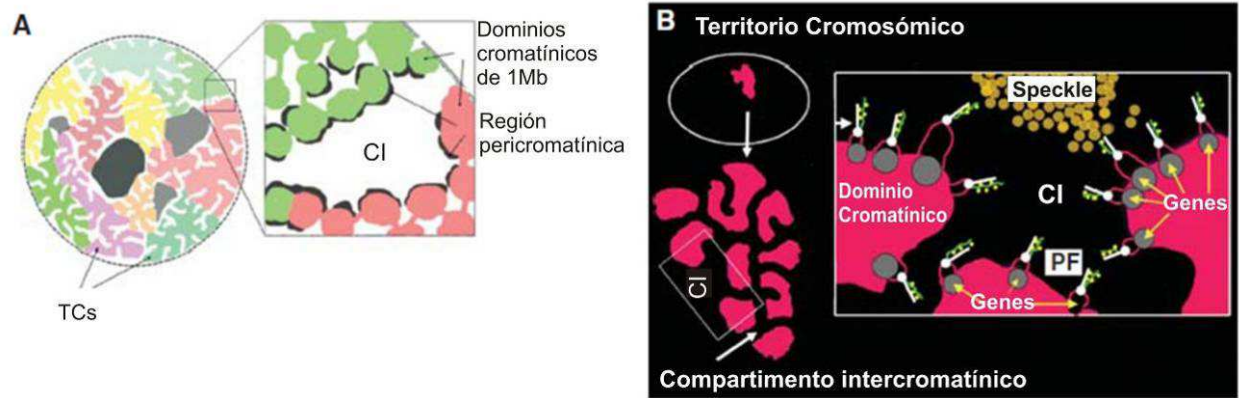 A
Dominios
cromatínicos
de 1Mb
Región
pericromatínica
CI
TCs
B
Territorio Cromosómico
Speckle
Dominio
Cromatínico
CI
Genes
PF
Genes
CI
Compartimento intercromatínico